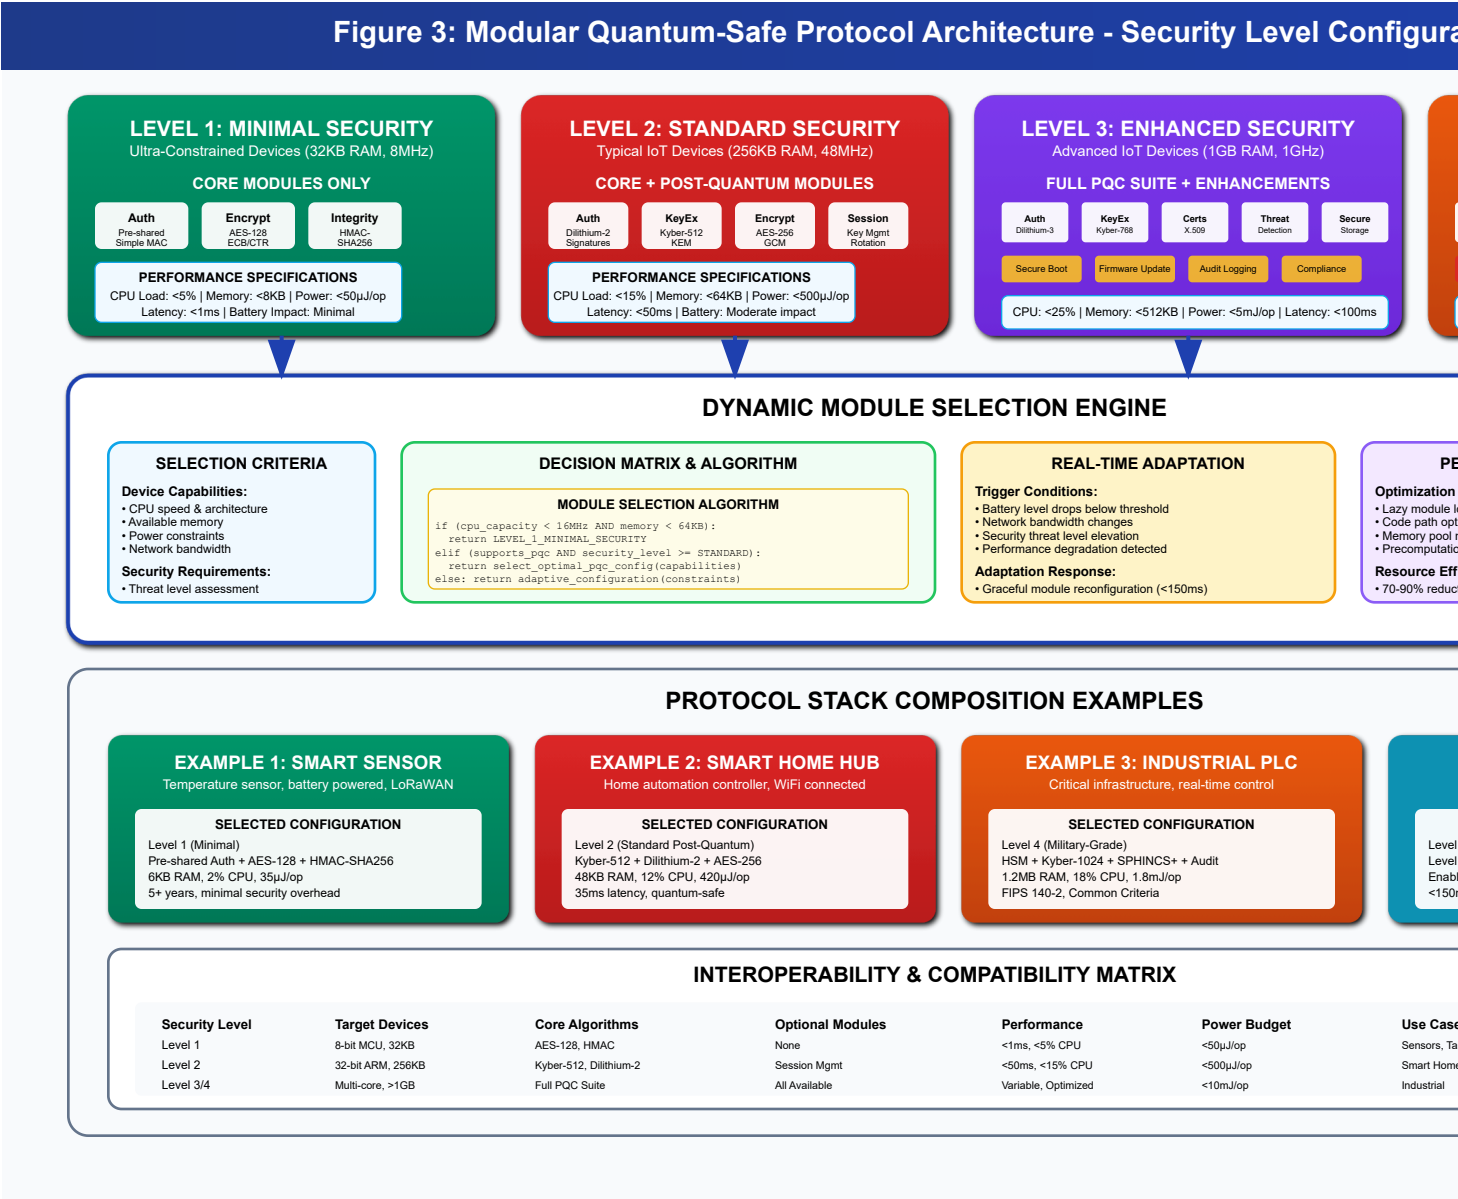 Figure 3: Modular Quantum-Safe Protocol Architecture - Security Level Configura
LEVEL 1: MINIMAL SECURITY
Ultra-Constrained Devices (32KB RAM, 8MHz)
CORE MODULES ONLY
Auth
Pre-shared
Simple MAC
Encrypt
AES-128
ECB/CTR
Integrity
HMAC-
SHA256
PERFORMANCE SPECIFICATIONS
CPU Load: <5% | Memory: <8KB | Power: <50µJ/op
Latency: <1ms | Battery Impact: Minimal
LEVEL 2: STANDARD SECURITY
Typical IoT Devices (256KB RAM, 48MHz)
CORE + POST-QUANTUM MODULES
Auth
Dilithium-2
Signatures
KeyEx
Kyber-512
KEM
Encrypt
AES-256
GCM
Session
Key Mgmt
Rotation
PERFORMANCE SPECIFICATIONS
CPU Load: <15% | Memory: <64KB | Power: <500µJ/op
Latency: <50ms | Battery: Moderate impact
LEVEL 3: ENHANCED SECURITY
Advanced IoT Devices (1GB RAM, 1GHz)
FULL PQC SUITE + ENHANCEMENTS
Auth
Dilithium-3
KeyEx
Kyber-768
Certs
X.509
Threat
Detection
Secure
Storage
Secure Boot
Firmware Update
Audit Logging
Compliance
CPU: <25% | Memory: <512KB | Power: <5mJ/op | Latency: <100ms
DYNAMIC MODULE SELECTION ENGINE
SELECTION CRITERIA
Device Capabilities:
• CPU speed & architecture
• Available memory
• Power constraints
• Network bandwidth
Security Requirements:
• Threat level assessment
DECISION MATRIX & ALGORITHM
MODULE SELECTION ALGORITHM
if (cpu_capacity < 16MHz AND memory < 64KB):
return LEVEL_1_MINIMAL_SECURITY
elif (supports_pqc AND security_level >= STANDARD):
return select_optimal_pqc_config(capabilities)
else: return adaptive_configuration(constraints)
REAL-TIME ADAPTATION
Trigger Conditions:
• Battery level drops below threshold
• Network bandwidth changes
• Security threat level elevation
• Performance degradation detected
Adaptation Response:
• Graceful module reconfiguration (<150ms)
PE
Optimization
• Lazy module l
• Code path opt
• Memory pool
• Precomputatio
Resource Eff
• 70-90% reduc
PROTOCOL STACK COMPOSITION EXAMPLES
EXAMPLE 1: SMART SENSOR
Temperature sensor, battery powered, LoRaWAN
SELECTED CONFIGURATION
Level 1 (Minimal)
Pre-shared Auth + AES-128 + HMAC-SHA256
6KB RAM, 2% CPU, 35µJ/op
5+ years, minimal security overhead
EXAMPLE 2: SMART HOME HUB
Home automation controller, WiFi connected
SELECTED CONFIGURATION
Level 2 (Standard Post-Quantum)
Kyber-512 + Dilithium-2 + AES-256
48KB RAM, 12% CPU, 420µJ/op
35ms latency, quantum-safe
EXAMPLE 3: INDUSTRIAL PLC
Critical infrastructure, real-time control
SELECTED CONFIGURATION
Level 4 (Military-Grade)
HSM + Kyber-1024 + SPHINCS+ + Audit
1.2MB RAM, 18% CPU, 1.8mJ/op
FIPS 140-2, Common Criteria
Level
Level
Enabl
<150m
INTEROPERABILITY & COMPATIBILITY MATRIX
Security Level Target Devices Core Algorithms Optional Modules Performance Power Budget Use Case
Level 1 8-bit MCU, 32KB AES-128, HMAC None <1ms, <5% CPU <50µJ/op Sensors, Ta
Level 2 32-bit ARM, 256KB Kyber-512, Dilithium-2 Session Mgmt <50ms, <15% CPU <500µJ/op Smart Home
Level 3/4 Multi-core, >1GB Full PQC Suite All Available Variable, Optimized <10mJ/op Industrial